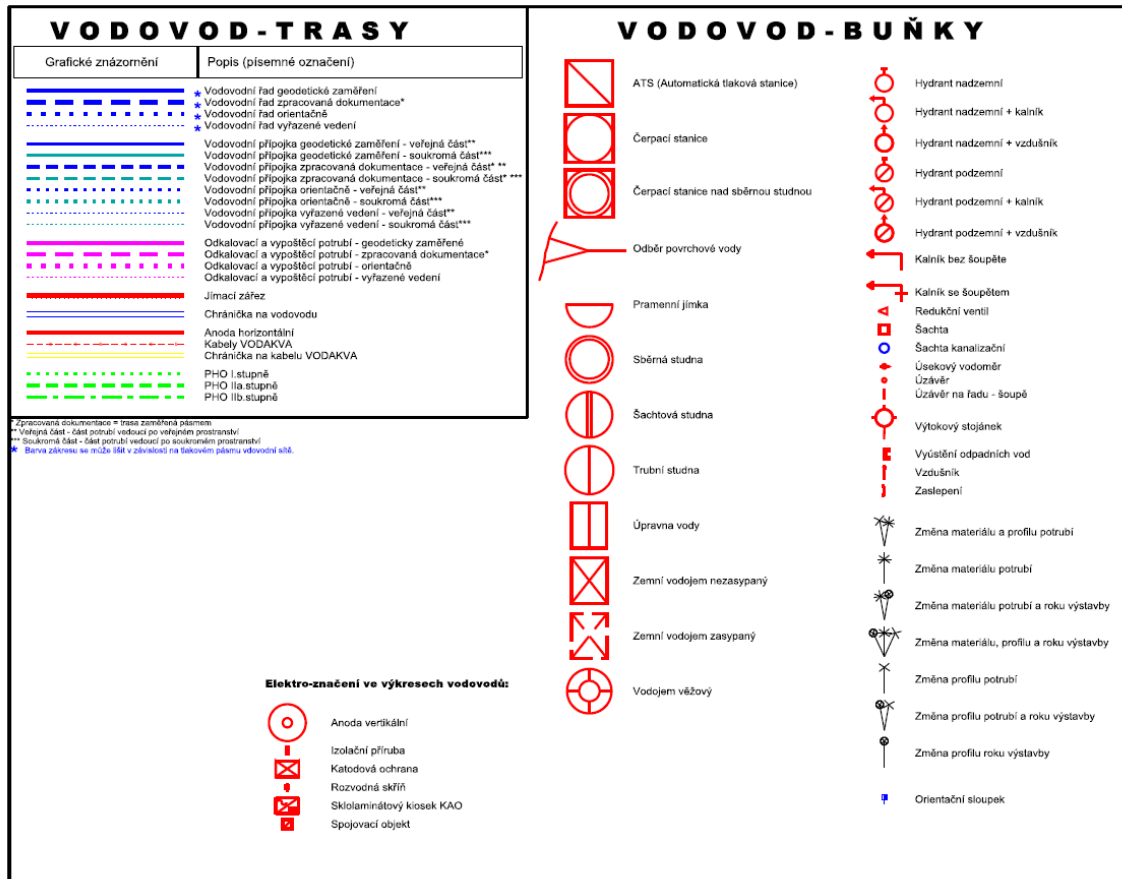 VODOVOD-TRASY
Grafické znázornění
Popis (písemné označení)
* Vodovodní řad geodetické zaměření
* Vodovodní řad zpracovaná dokumentace*
* Vodovodní řad orientačně
* Vodovodní řad vyřazené vedení
Vodovodní přípojka geodetické zaměření - veřejná část**
Vodovodní přípojka geodetické zaměření - soukromá část***
Vodovodní přípojka zpracovaná dokumentace - veřejná část* **
Vodovodní přípojka zpracovaná dokumentace - soukromá část* ***
Vodovodní přípojka orientačně - veřejná část**
Vodovodní přípojka orientačně - soukromá část***
Vodovodní přípojka vyřazené vedení - veřejná část**
Vodovodní přípojka vyřazené vedení - soukromá část***
Odkalovací a vypoštěcí potrubí - geodeticky zaměřené
Odkalovací a vypoštěcí potrubí - zpracovaná dokumentace*
Odkalovací a vypoštěcí potrubí - orientačně
Odkalovací a vypoštěcí potrubí - vyřazené vedení
Jímací zářez
Chránička na vodovodu
Anoda horizontální
Kabely VODAKVA
Chránička na kabelu VODAKVA
PHO I.stupně
PHO IIa.stupně
PHO IIb.stupně
* Zpracovaná dokumentace = trasa zaměřená pásmem
** Veřejná část - část potrubí vedoucí po veřejném prostranství
*** Soukromá část - část potrubí vedoucí po soukromém prostranství
* Barva zákresu se může lišit v závislosti na tlakovém pásmu vdovodní sítě.
Elektro-značení ve výkresech vodovodů:
Anoda vertikální
Izolační příruba
Katodová ochrana
Rozvodná skříň
Sklolaminátový kiosek KAO
Spojovací objekt
VODOVOD-BUŇKY
ATS (Automatická tlaková stanice)
Čerpací stanice
Čerpací stanice nad sběrnou studnou
Odběr povrchové vody
Pramenní jímka
Sběrná studna
Šachtová studna
Trubní studna
Úpravna vody
Zemní vodojem nezasypaný
Zemní vodojem zasypaný
Vodojem věžový
Hydrant nadzemní
Hydrant nadzemní + kalník
Hydrant nadzemní + vzdušník
Hydrant podzemní
Hydrant podzemní + kalník
Hydrant podzemní + vzdušník
Kalník bez šoupěte
Kalník se šoupětem
Redukční ventil
Šachta
Šachta kanalizační
Úsekový vodoměr
Úzávěr
Úzávěr na řadu - šoupě
Výtokový stojánek
Vyústění odpadních vod
Vzdušník
Zaslepení
Změna materiálu a profilu potrubí
Změna materiálu potrubí
Změna materiálu potrubí a roku výstavby
Změna materiálu, profilu a roku výstavby
Změna profilu potrubí
Změna profilu potrubí a roku výstavby
Změna profilu roku výstavby
Orientační sloupek